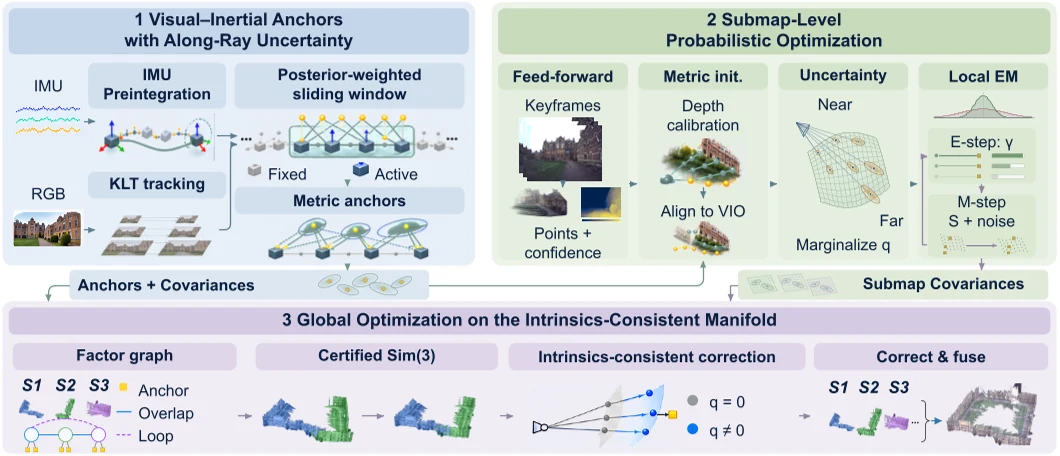 1 Visual–Inertial Anchors
with Along-Ray Uncertainty
IMU
IMU
Preintegration
Posterior-weighted
sliding window
Fixed
Active
RGB
KLT tracking
Metric anchors
Anchors + Covariances
2 Submap-Level
Probabilistic Optimization
Feed-forward
Keyframes
Points +
confidence
Metric init.
Depth
calibration
Align to VIO
Uncertainty
Near
Far
Marginalize q
Local EM
E-step: γ
M-step
S + noise
Submap Covariances
3 Global Optimization on the Intrinsics-Consistent Manifold
Factor graph
S1 S2 S3
Anchor
Overlap
Loop
Certified Sim(3)
Intrinsics-consistent correction
q = 0
q ≠ 0
Correct & fuse
S1 S2 S3
...